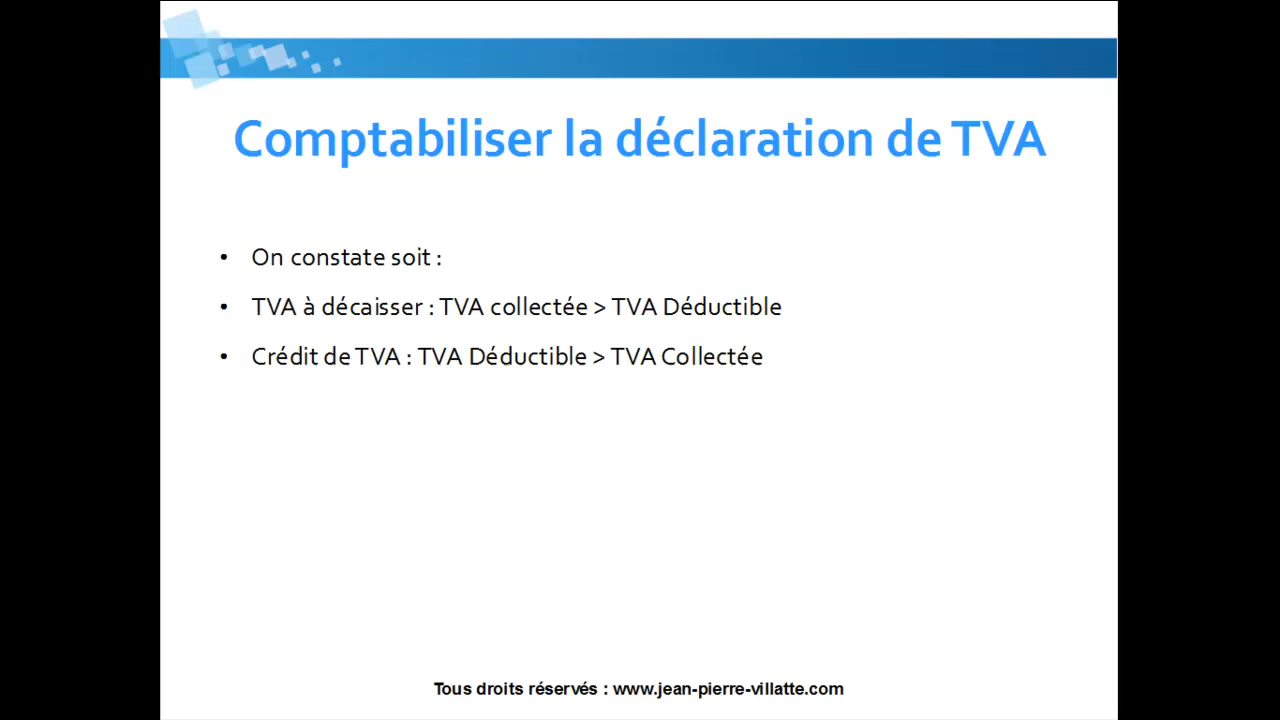 Comptabiliser la déclaration de TVA
• On constate soit :
• TVA à décaisser : TVA collectée > TVA Déductible
• Crédit de TVA : TVA Déductible > TVA Collectée
Tous droits réservés : www.jean-pierre-villatte.com